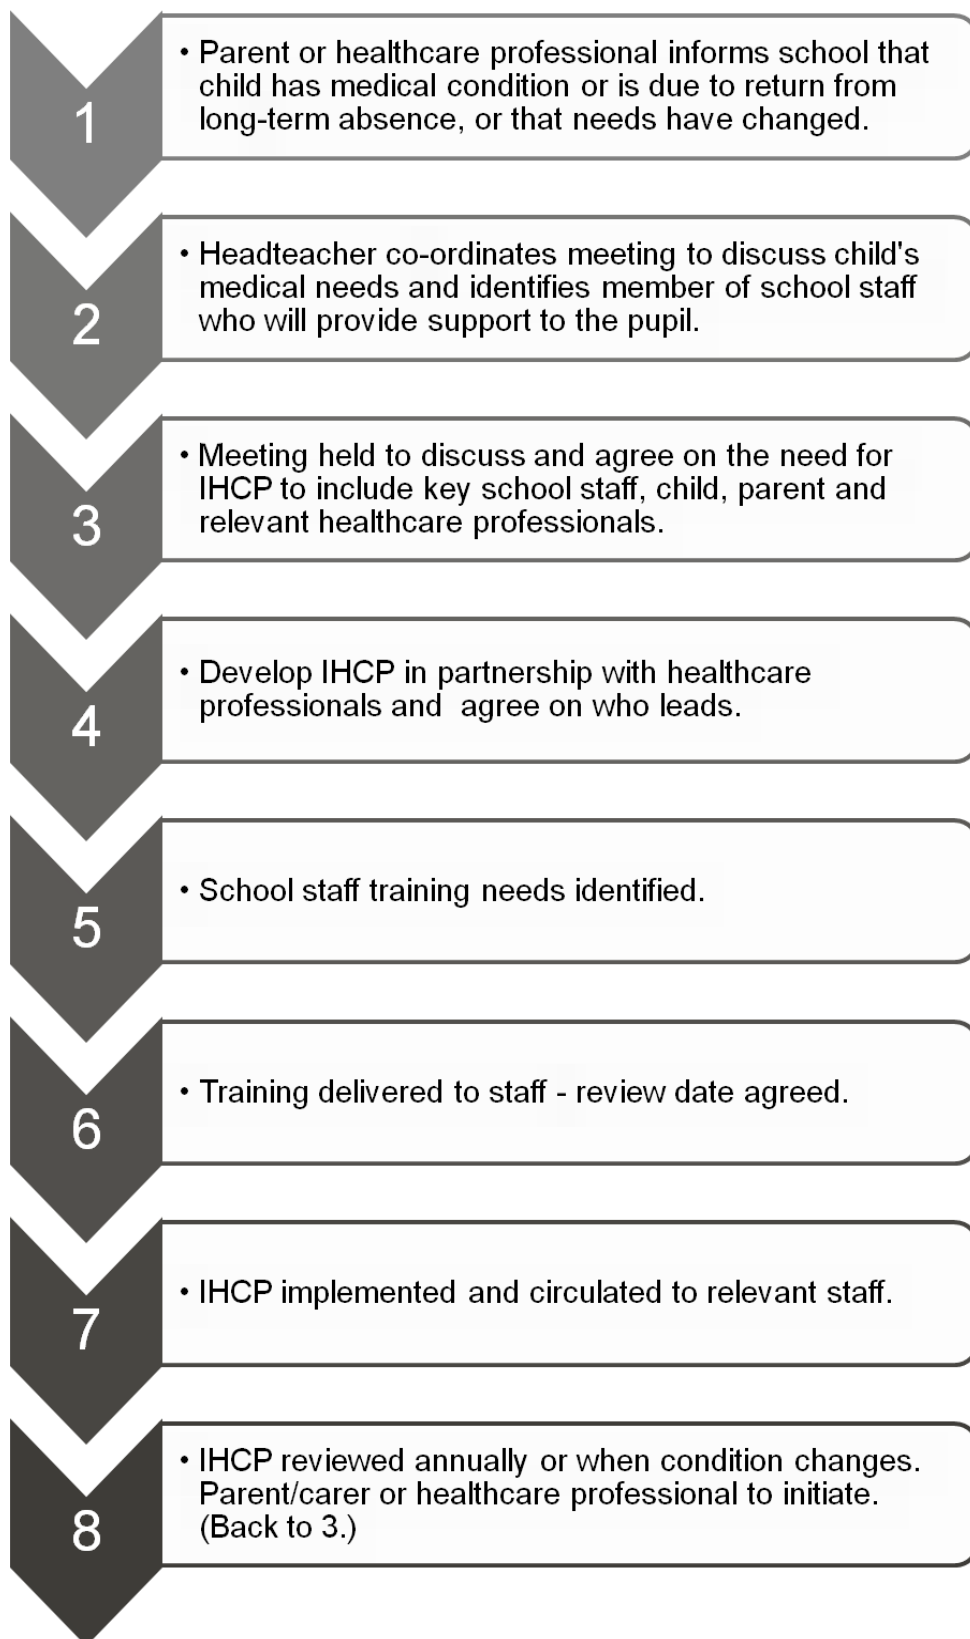 1
• Parent or healthcare professional informs school that
child has medical condition or is due to return from
long-term absence, or that needs have changed.
2
• Headteacher co-ordinates meeting to discuss child's
medical needs and identifies member of school staff
who will provide support to the pupil.
3
• Meeting held to discuss and agree on the need for
IHCP to include key school staff, child, parent and
relevant healthcare professionals.
4
• Develop IHCP in partnership with healthcare
professionals and  agree on who leads.
5
• School staff training needs identified.
6
• Training delivered to staff - review date agreed.
7
• IHCP implemented and circulated to relevant staff.
8
• IHCP reviewed annually or when condition changes.
Parent/carer or healthcare professional to initiate.
(Back to 3.)